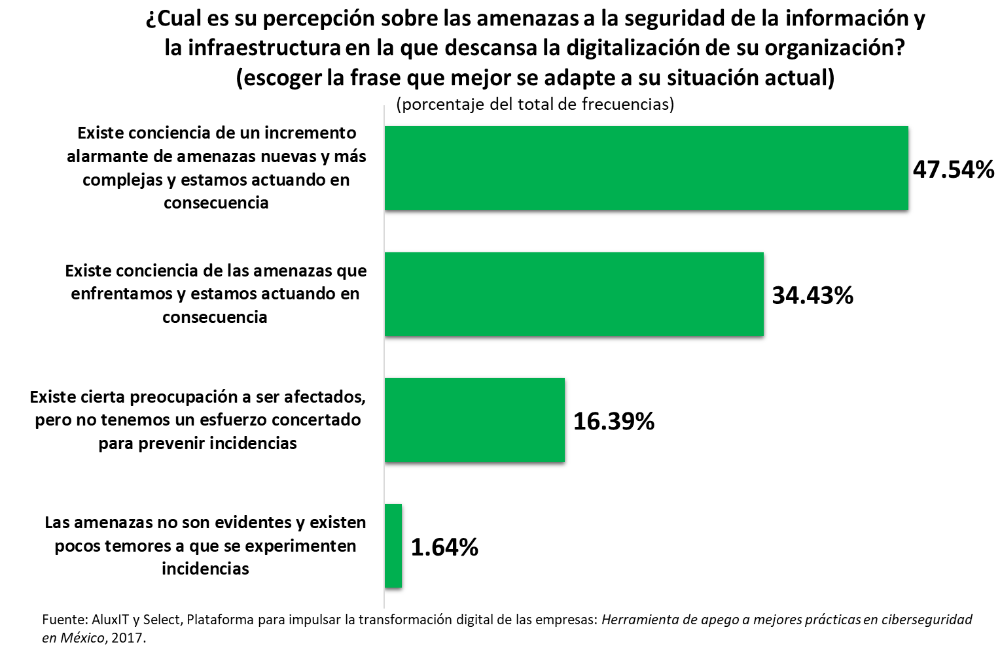 ¿Cual es su percepción sobre las amenazas a la seguridad de la información y
la infraestructura en la que descansa la digitalización de su organización?
(escoger la frase que mejor se adapte a su situación actual)
(porcentaje del total de frecuencias)
Existe conciencia de un incremento
alarmante de amenazas nuevas y más
complejas y estamos actuando en
consecuencia
47.54%
Existe conciencia de las amenazas que
enfrentamos y estamos actuando en
consecuencia
34.43%
Existe cierta preocupación a ser afectados,
pero no tenemos un esfuerzo concertado
para prevenir incidencias
16.39%
Las amenazas no son evidentes y existen
pocos temores a que se experimenten
incidencias
1.64%
Fuente: AluxIT y Select, Plataforma para impulsar la transformación digital de las empresas: Herramienta de apego a mejores prácticas en ciberseguridad
en México, 2017.